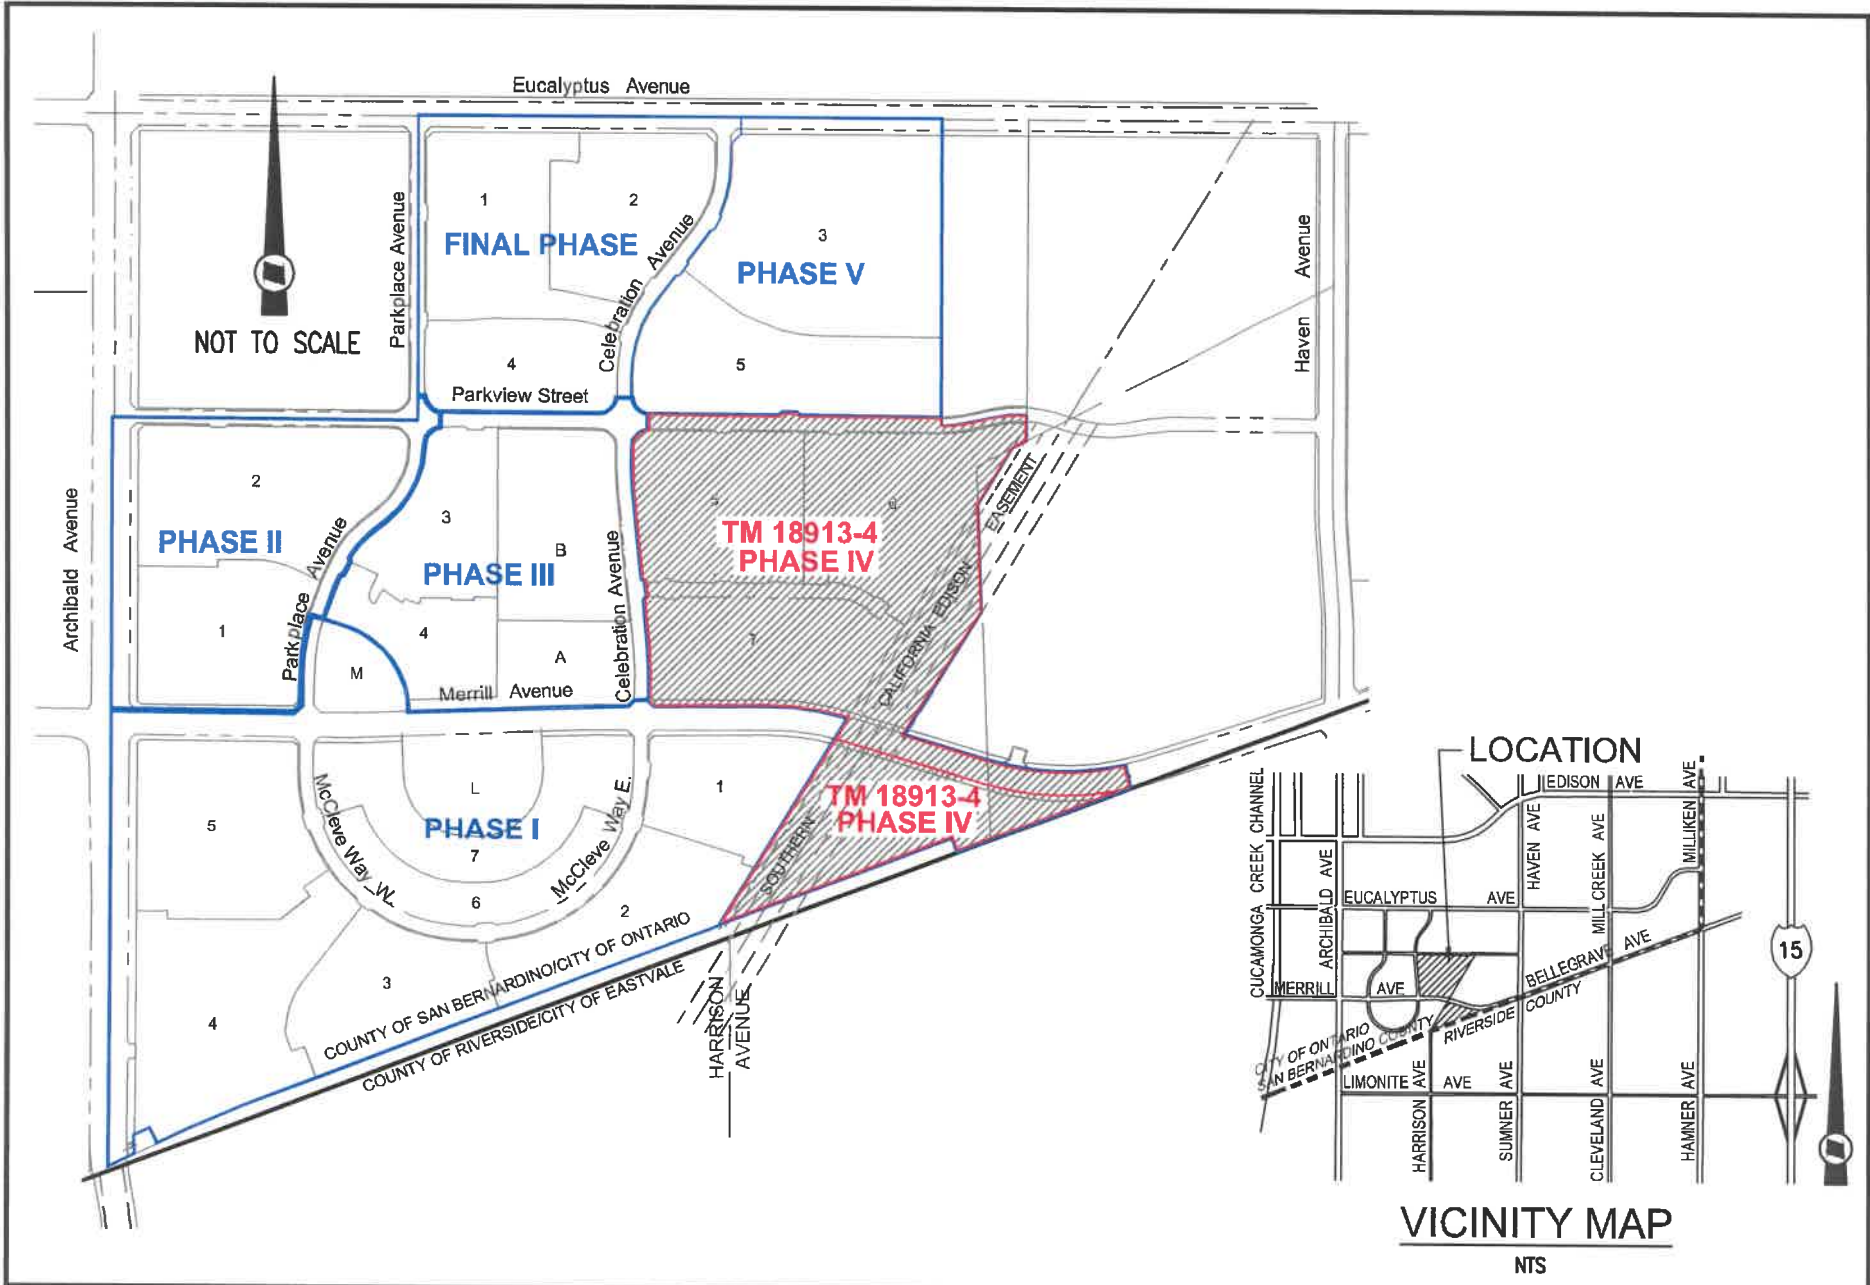 Eucalyptus Avenue
1
2
FINAL PHASE
3
PHASE V
Parkplace Avenue
Celebration Avenue
Haven Avenue
NOT TO SCALE
4
5
Parkview Street
Archibald Avenue
2
PHASE II
1
Parkplace Avenue
3
B
PHASE III
4
A
M
Merrill Avenue
Celebration Avenue
6
TM 18913-4
PHASE IV
7
SOUTHERN CALIFORNIA EDISON EASEMENT
TM 18913-4
PHASE IV
L
1
5
PHASE I
7
6
2
McCleve Way W.
McCleve Way E.
3
4
COUNTY OF SAN BERNARDINO/CITY OF ONTARIO
COUNTY OF RIVERSIDE/CITY OF EASTVALE
HARRISON
AVENUE
LOCATION
EDISON AVE
CUCAMONGA CREEK CHANNEL
ARCHIBALD AVE
HAVEN AVE
MILL CREEK AVE
MILLIKEN AVE
EUCALYPTUS AVE
MERRILL AVE
BELLEGRAVE AVE
15
CITY OF ONTARIO
SAN BERNARDINO COUNTY
RIVERSIDE COUNTY
LIMONITE AVE
HARRISON AVE
SUMNER AVE
CLEVELAND AVE
HAMNER AVE
VICINITY MAP
NTS